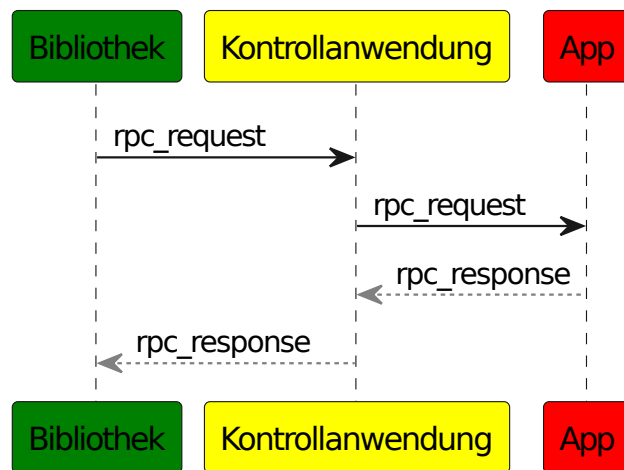 Bibliothek Kontrollanwendung App
rpc_request
rpc_request
rpc_response
rpc_response
Bibliothek Kontrollanwendung App